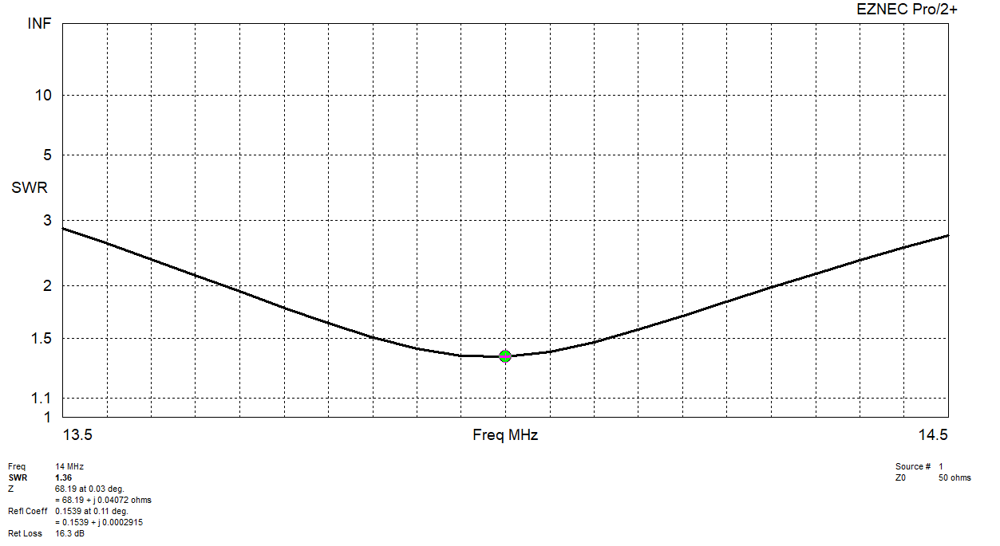 EZNEC Pro/2+
INF
10
5
SWR
3
2
1.5
1.1
1
13.5 Freq MHz 14.5
Freq 14 MHz Source # 1
SWR 1.36 Z0 50 ohms
Z 68.19 at 0.03 deg.
= 68.19 + j 0.04072 ohms
Refl Coeff 0.1539 at 0.11 deg.
= 0.1539 + j 0.0002915
Ret Loss 16.3 dB